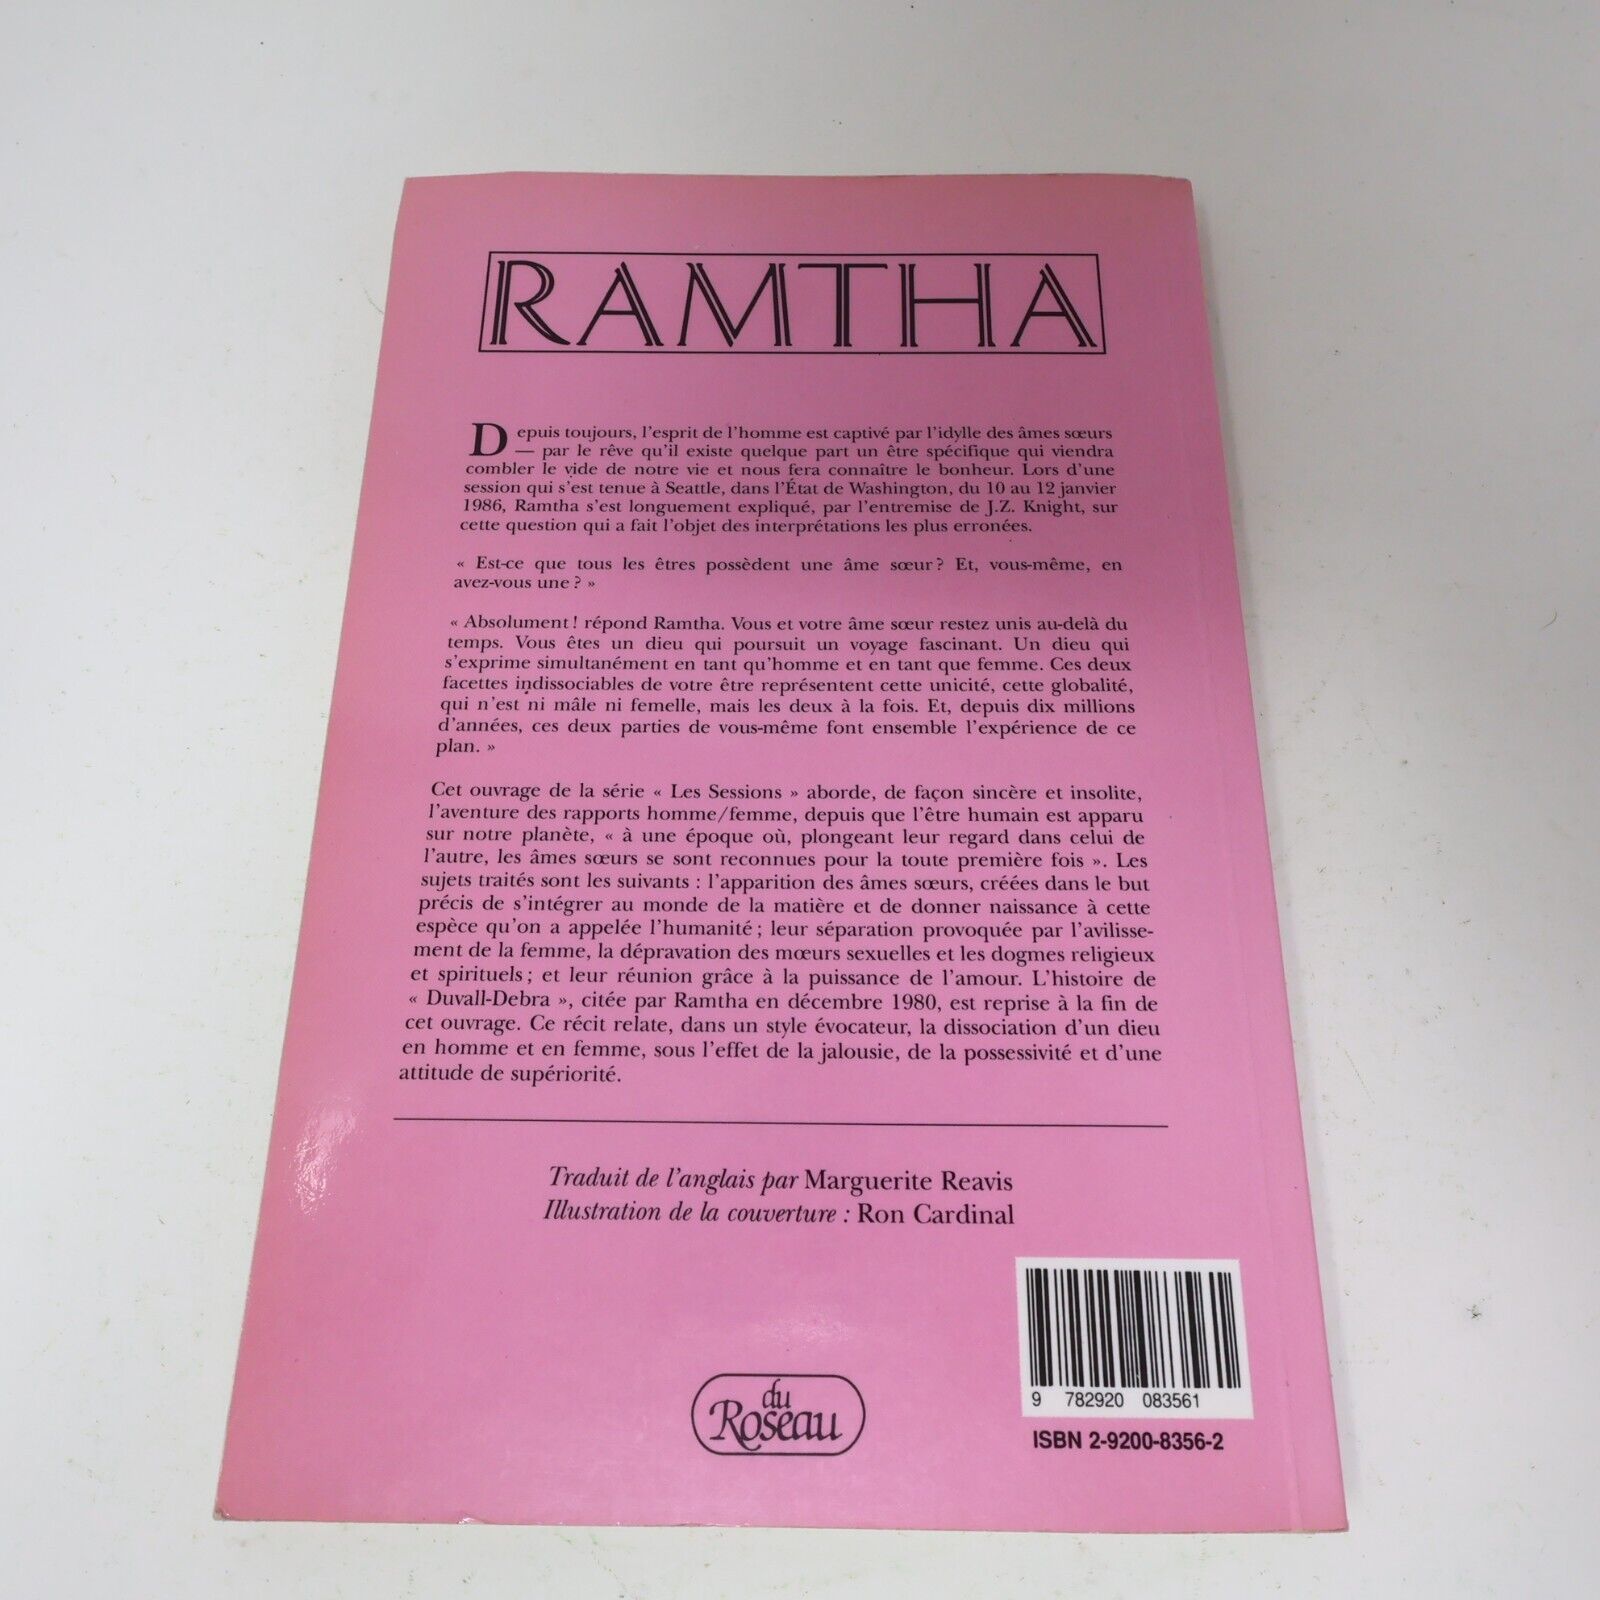 RAMTHA
Depuis toujours, l'esprit de l'homme est captivé par l'idylle des âmes sœurs
— par le rêve qu'il existe quelque part un être spécifique qui viendra
combler le vide de notre vie et nous fera connaître le bonheur. Lors d'une
session qui s'est tenue à Seattle, dans l'État de Washington, du 10 au 12 janvier
1986, Ramtha s'est longuement expliqué, par l'entremise de J.Z. Knight, sur
cette question qui a fait l'objet des interprétations les plus erronées.
« Est-ce que tous les êtres possèdent une âme sœur? Et, vous-même, en
avez-vous une? »
« Absolument! répond Ramtha. Vous et votre âme sœur restez unis au-delà du
temps. Vous êtes un dieu qui poursuit un voyage fascinant. Un dieu qui
s'exprime simultanément en tant qu'homme et en tant que femme. Ces deux
facettes indissociables de votre être représentent cette unicité, cette globalité,
qui n'est ni mâle ni femelle, mais les deux à la fois. Et, depuis dix millions
d'années, ces deux parties de vous-même font ensemble l'expérience de ce
plan. »
Cet ouvrage de la série « Les Sessions » aborde, de façon sincère et insolite,
l'aventure des rapports homme/femme, depuis que l'être humain est apparu
sur notre planète, « à une époque où, plongeant leur regard dans celui de
l'autre, les âmes sœurs se sont reconnues pour la toute première fois ». Les
sujets traités sont les suivants : l'apparition des âmes sœurs, créées dans le but
précis de s'intégrer au monde de la matière et de donner naissance à cette
espèce qu'on a appelée l'humanité; leur séparation provoquée par l'avilisse-
ment de la femme, la dépravation des mœurs sexuelles et les dogmes religieux
et spirituels; et leur réunion grâce à la puissance de l'amour. L'histoire de
« Duvall-Debra », citée par Ramtha en décembre 1980, est reprise à la fin de
cet ouvrage. Ce récit relate, dans un style évocateur, la dissociation d'un dieu
en homme et en femme, sous l'effet de la jalousie, de la possessivité et d'une
attitude de supériorité.
Traduit de l'anglais par Marguerite Reavis
Illustration de la couverture : Ron Cardinal
du
Roseau
9 782920 083561
ISBN 2-9200-8356-2